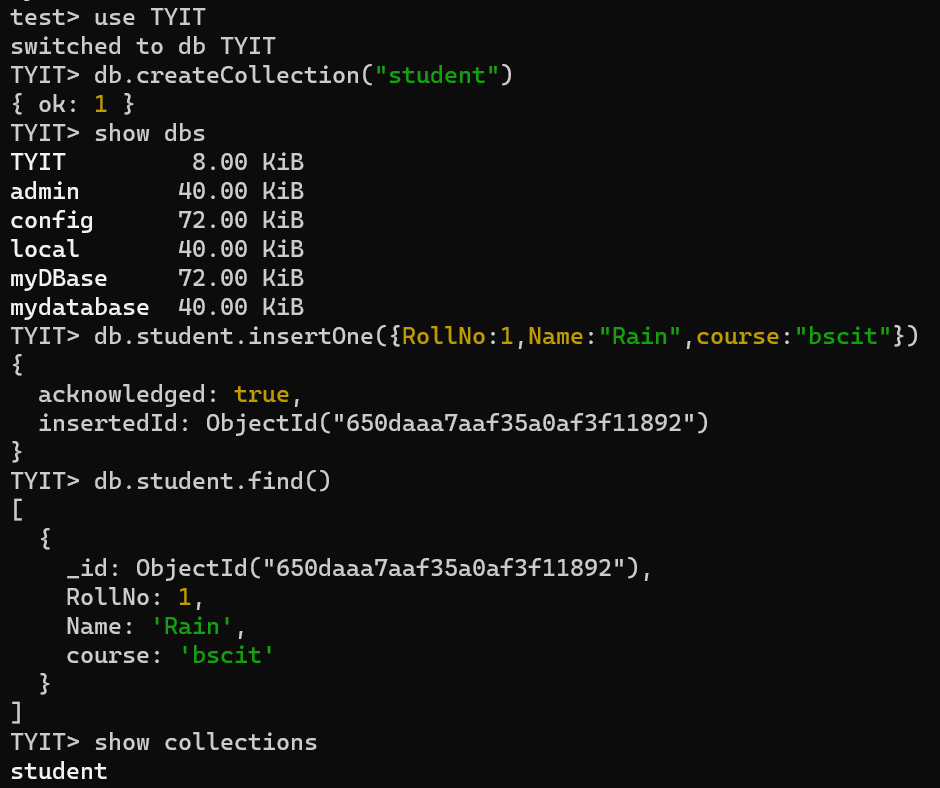 test> use TYIT
switched to db TYIT
TYIT> db.createCollection("student")
{ ok: 1 }
TYIT> show dbs
TYIT         8.00 KiB
admin       40.00 KiB
config      72.00 KiB
local       40.00 KiB
myDBase     72.00 KiB
mydatabase  40.00 KiB
TYIT> db.student.insertOne({RollNo:1,Name:"Rain",course:"bscit"})
{
  acknowledged: true,
  insertedId: ObjectId("650daaa7aaf35a0af3f11892")
}
TYIT> db.student.find()
[
  {
    _id: ObjectId("650daaa7aaf35a0af3f11892"),
    RollNo: 1,
    Name: 'Rain',
    course: 'bscit'
  }
]
TYIT> show collections
student